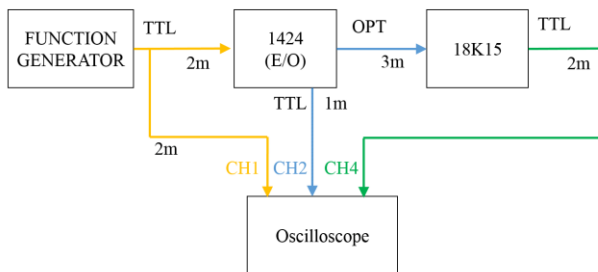 TTL
1424
OPT
TTL
FUNCTION
GENERATOR
(E/O)
18K15
2m
3m
2m
TTL
1m
2m
CH1
CH2
CH4
Oscilloscope